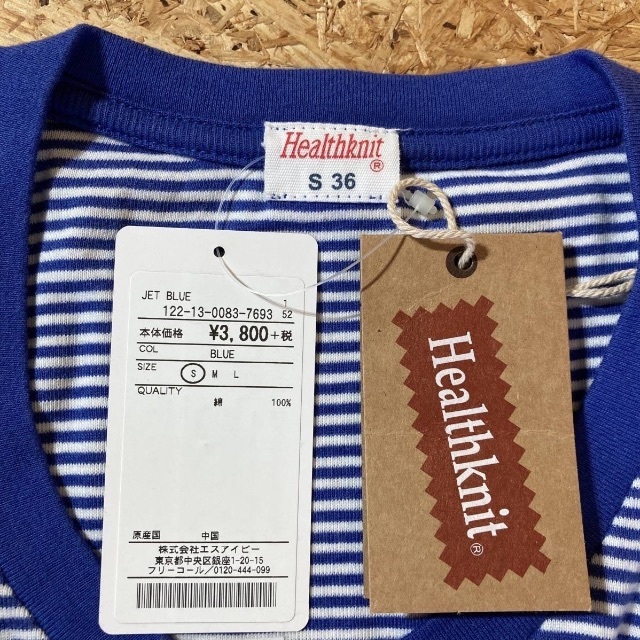 Healthknit®
S 36
JET BLUE
1
122-13-0083-7693 52
本体価格 ¥3,800+税
COL BLUE
SIZE S M L
QUALITY
綿 100%
原産国 中国
株式会社エスアイビー
東京都中央区銀座1-20-15
フリーコール/0120-444-099
Healthknit®